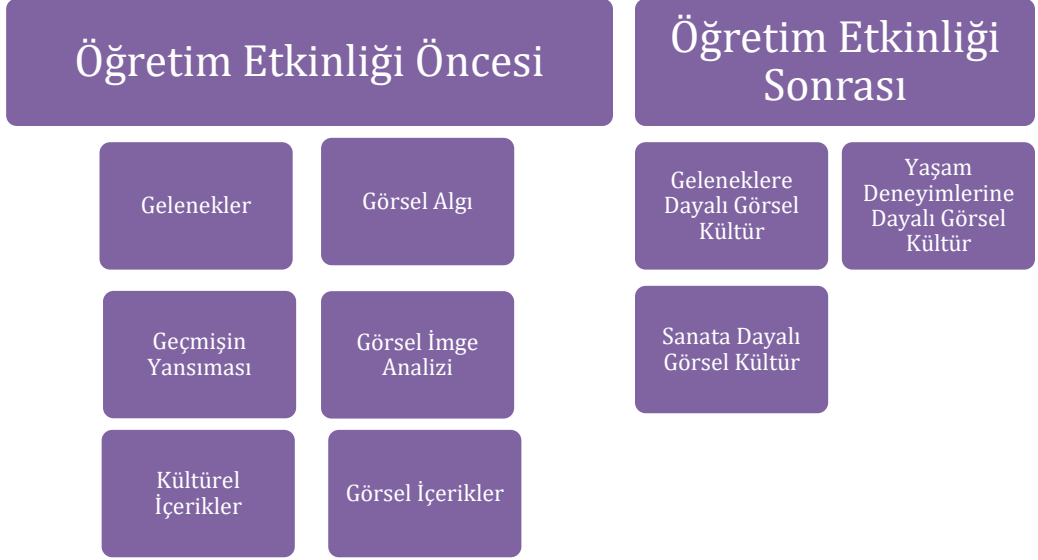 Öğretim Etkinliği Öncesi
Gelenekler
Görsel Algı
Geçmişin
Yansıması
Görsel İmge
Analizi
Kültürel
İçerikler
Görsel İçerikler
Öğretim Etkinliği
Sonrası
Geleneklere
Dayalı Görsel
Kültür
Yaşam
Deneyimlerine
Dayalı Görsel
Kültür
Sanata Dayalı
Görsel Kültür